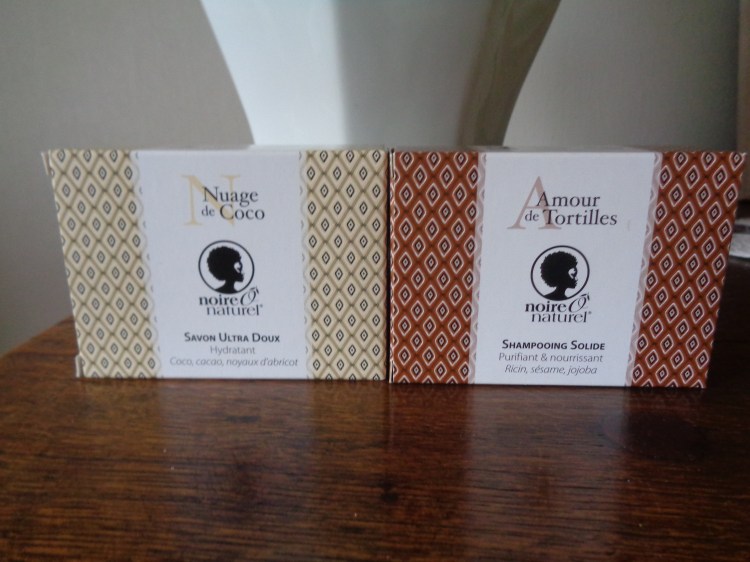 Nuage
de Coco
noire Ô
naturel®
SAVON ULTRA DOUX
Hydratant
Coco, cacao, noyaux d'abricot
Amour
de Tortilles
noire Ô
naturel®
SHAMPOOING SOLIDE
Purifiant & nourrissant
Ricin, sésame, jojoba